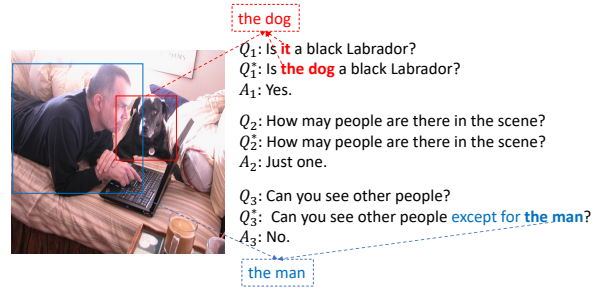 the dog
Q1: Is it a black Labrador?
Q1*: Is the dog a black Labrador?
A1: Yes.
Q2: How may people are there in the scene?
Q2*: How may people are there in the scene?
A2: Just one.
Q3: Can you see other people?
Q3*: Can you see other people except for the man?
A3: No.
the man